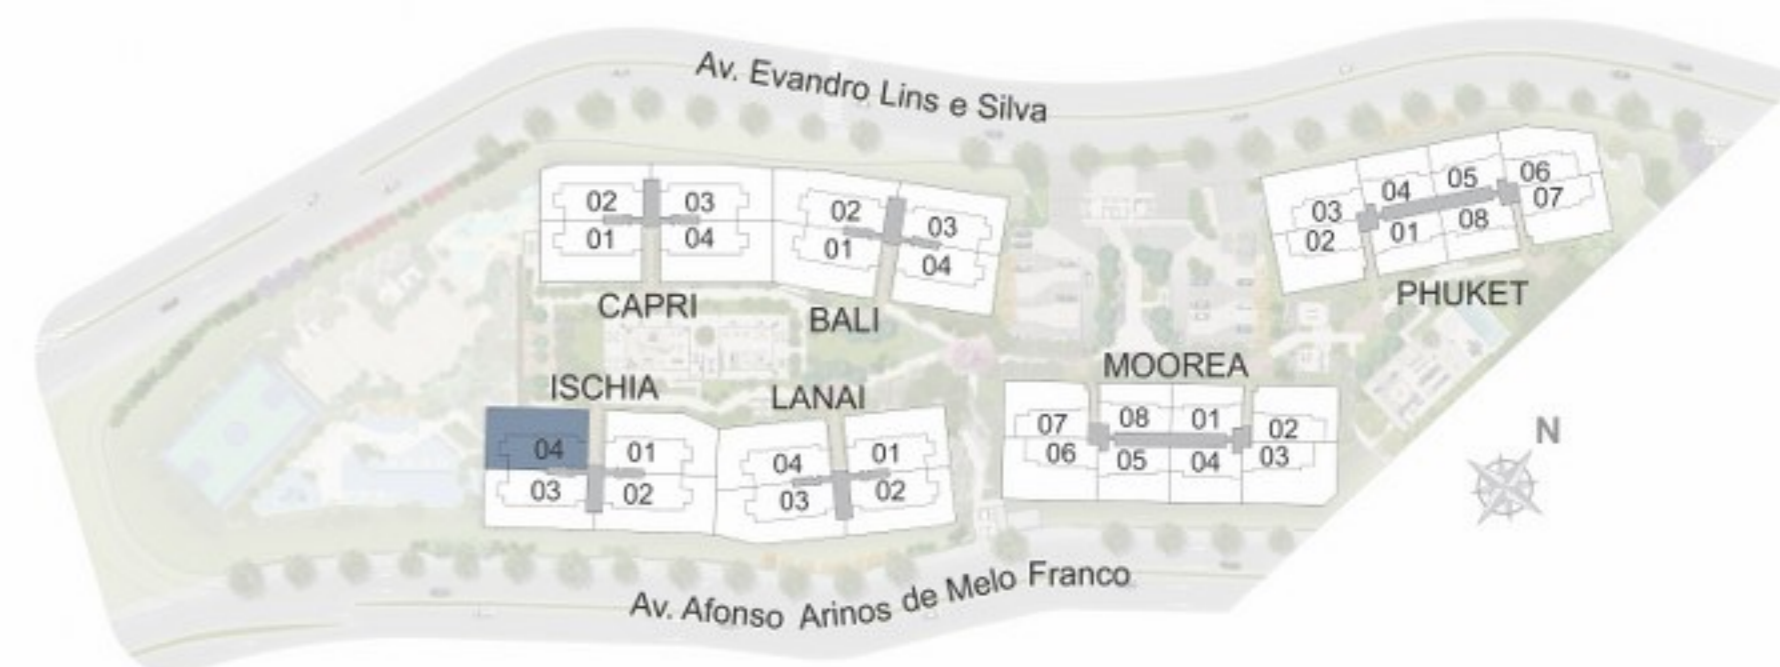 Av. Evandro Lins e Silva
02 03
01 04
CAPRI
02 03
01 04
BALI
03 04 05 06
02 01 08 07
PHUKET
ISCHIA
04 01
03 02
LANAI
04 01
03 02
MOOREA
07 08 01 02
06 05 04 03
N
Av. Afonso Arinos de Melo Franco